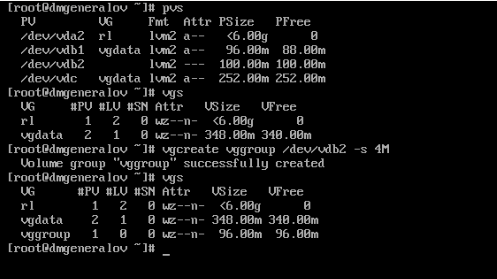 [root@dmgeneralov ~]# pvs
  PV         VG     Fmt  Attr PSize   PFree
  /dev/vda2  rl     lvm2 a--   <6.00g      0
  /dev/vdb1  vgdata lvm2 a--   96.00m  88.00m
  /dev/vdb2         lvm2 ---  100.00m 100.00m
  /dev/vdc   vgdata lvm2 a--  252.00m 252.00m
[root@dmgeneralov ~]# vgs
  VG     #PV #LV #SN Attr   VSize   VFree
  rl       1   2   0 wz--n-  <6.00g      0
  vgdata   2   1   0 wz--n- 348.00m 340.00m
[root@dmgeneralov ~]# vgcreate vggroup /dev/vdb2 -s 4M
  Volume group "vggroup" successfully created
[root@dmgeneralov ~]# vgs
  VG      #PV #LV #SN Attr   VSize   VFree
  rl        1   2   0 wz--n-  <6.00g      0
  vgdata    2   1   0 wz--n- 348.00m 340.00m
  vggroup   1   0   0 wz--n-  96.00m  96.00m
[root@dmgeneralov ~]# _